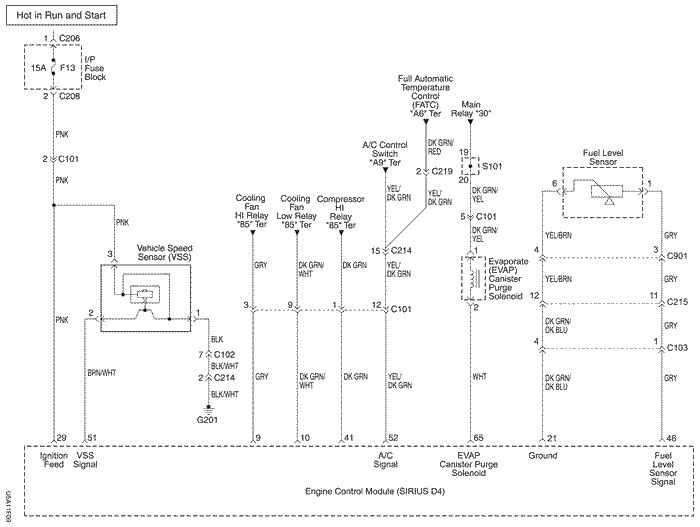 Hot in Run and Start
1 C206
15A F13
I/P
Fuse
Block
2 C206
PNK
2 C101
PNK
PNK
3
Vehicle Speed
Sensor (VSS)
2
1
PNK
BRN/WHT
BLK
7 C102
BLK/WHT
2 C214
BLK/WHT
G201
Full Automatic
Temperature
Control
(FATC)
"A6" Ter
Main
Relay "30"
A/C Control
Switch
"A9" Ter
DK GRN/
RED
2 C219
YEL/
DK GRN
YEL/
DK GRN
19
S101
20
DK GRN/
YEL
5 C101
DK GRN/
YEL
Cooling
Fan
HI Relay
"85" Ter
Cooling
Fan
Low Relay
"85" Ter
Compressor
HI
Relay
"85" Ter
15 C214
GRY
DK GRN/
WHT
DK GRN
YEL/
DK GRN
3
9
1
12 C101
GRY
DK GRN/
WHT
DK GRN
YEL/
DK GRN
1
Evaporate
(EVAP)
Canister
Purge
Solenoid
2
WHT
Fuel Level
Sensor
6
1
YEL/BRN
GRY
4
3 C901
YEL/BRN
GRY
12
11 C215
DK GRN/
DK BLU
GRY
4
1 C103
DK GRN/
DK BLU
GRY
29
51
9
10
41
52
65
21
48
Ignition
Feed
VSS
Signal
A/C
Signal
EVAP
Canister Purge
Solenoid
Ground
Fuel
Level
Sensor
Signal
Engine Control Module (SIRIUS D4)